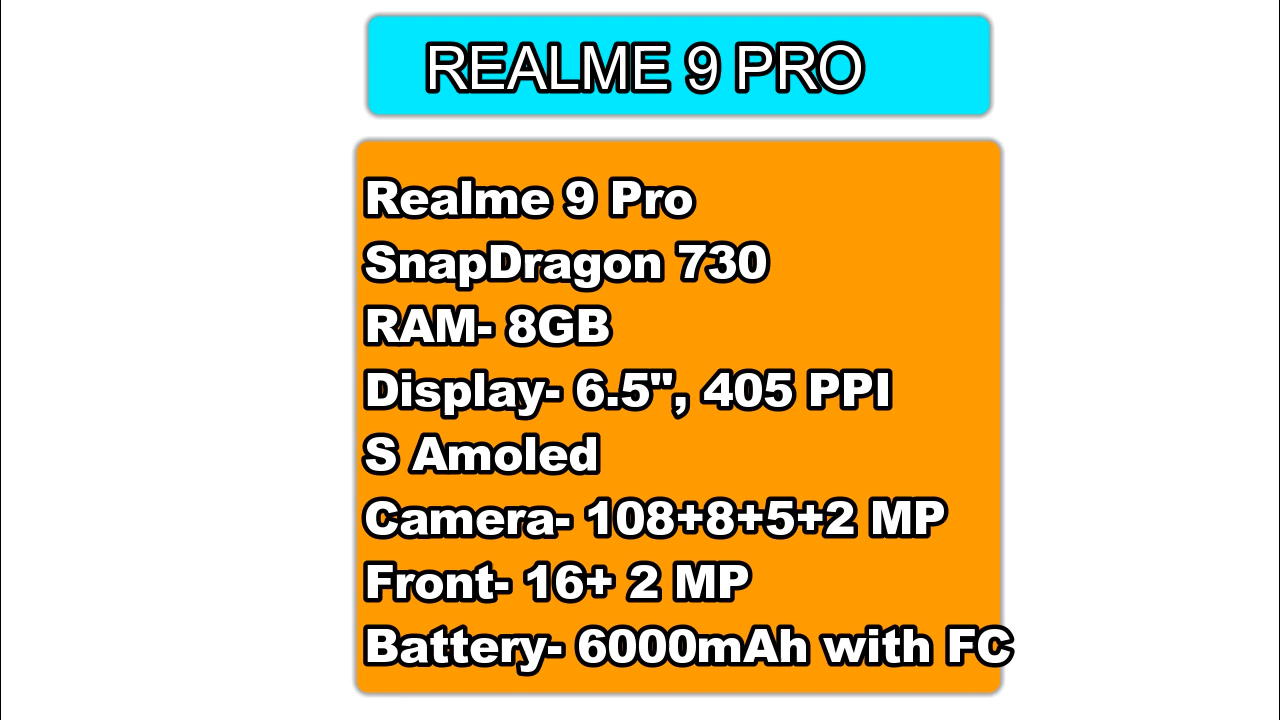 REALME 9 PRO
Realme 9 Pro
SnapDragon 730
RAM- 8GB
Display- 6.5", 405 PPI
S Amoled
Camera- 108+8+5+2 MP
Front- 16+ 2 MP
Battery- 6000mAh with FC